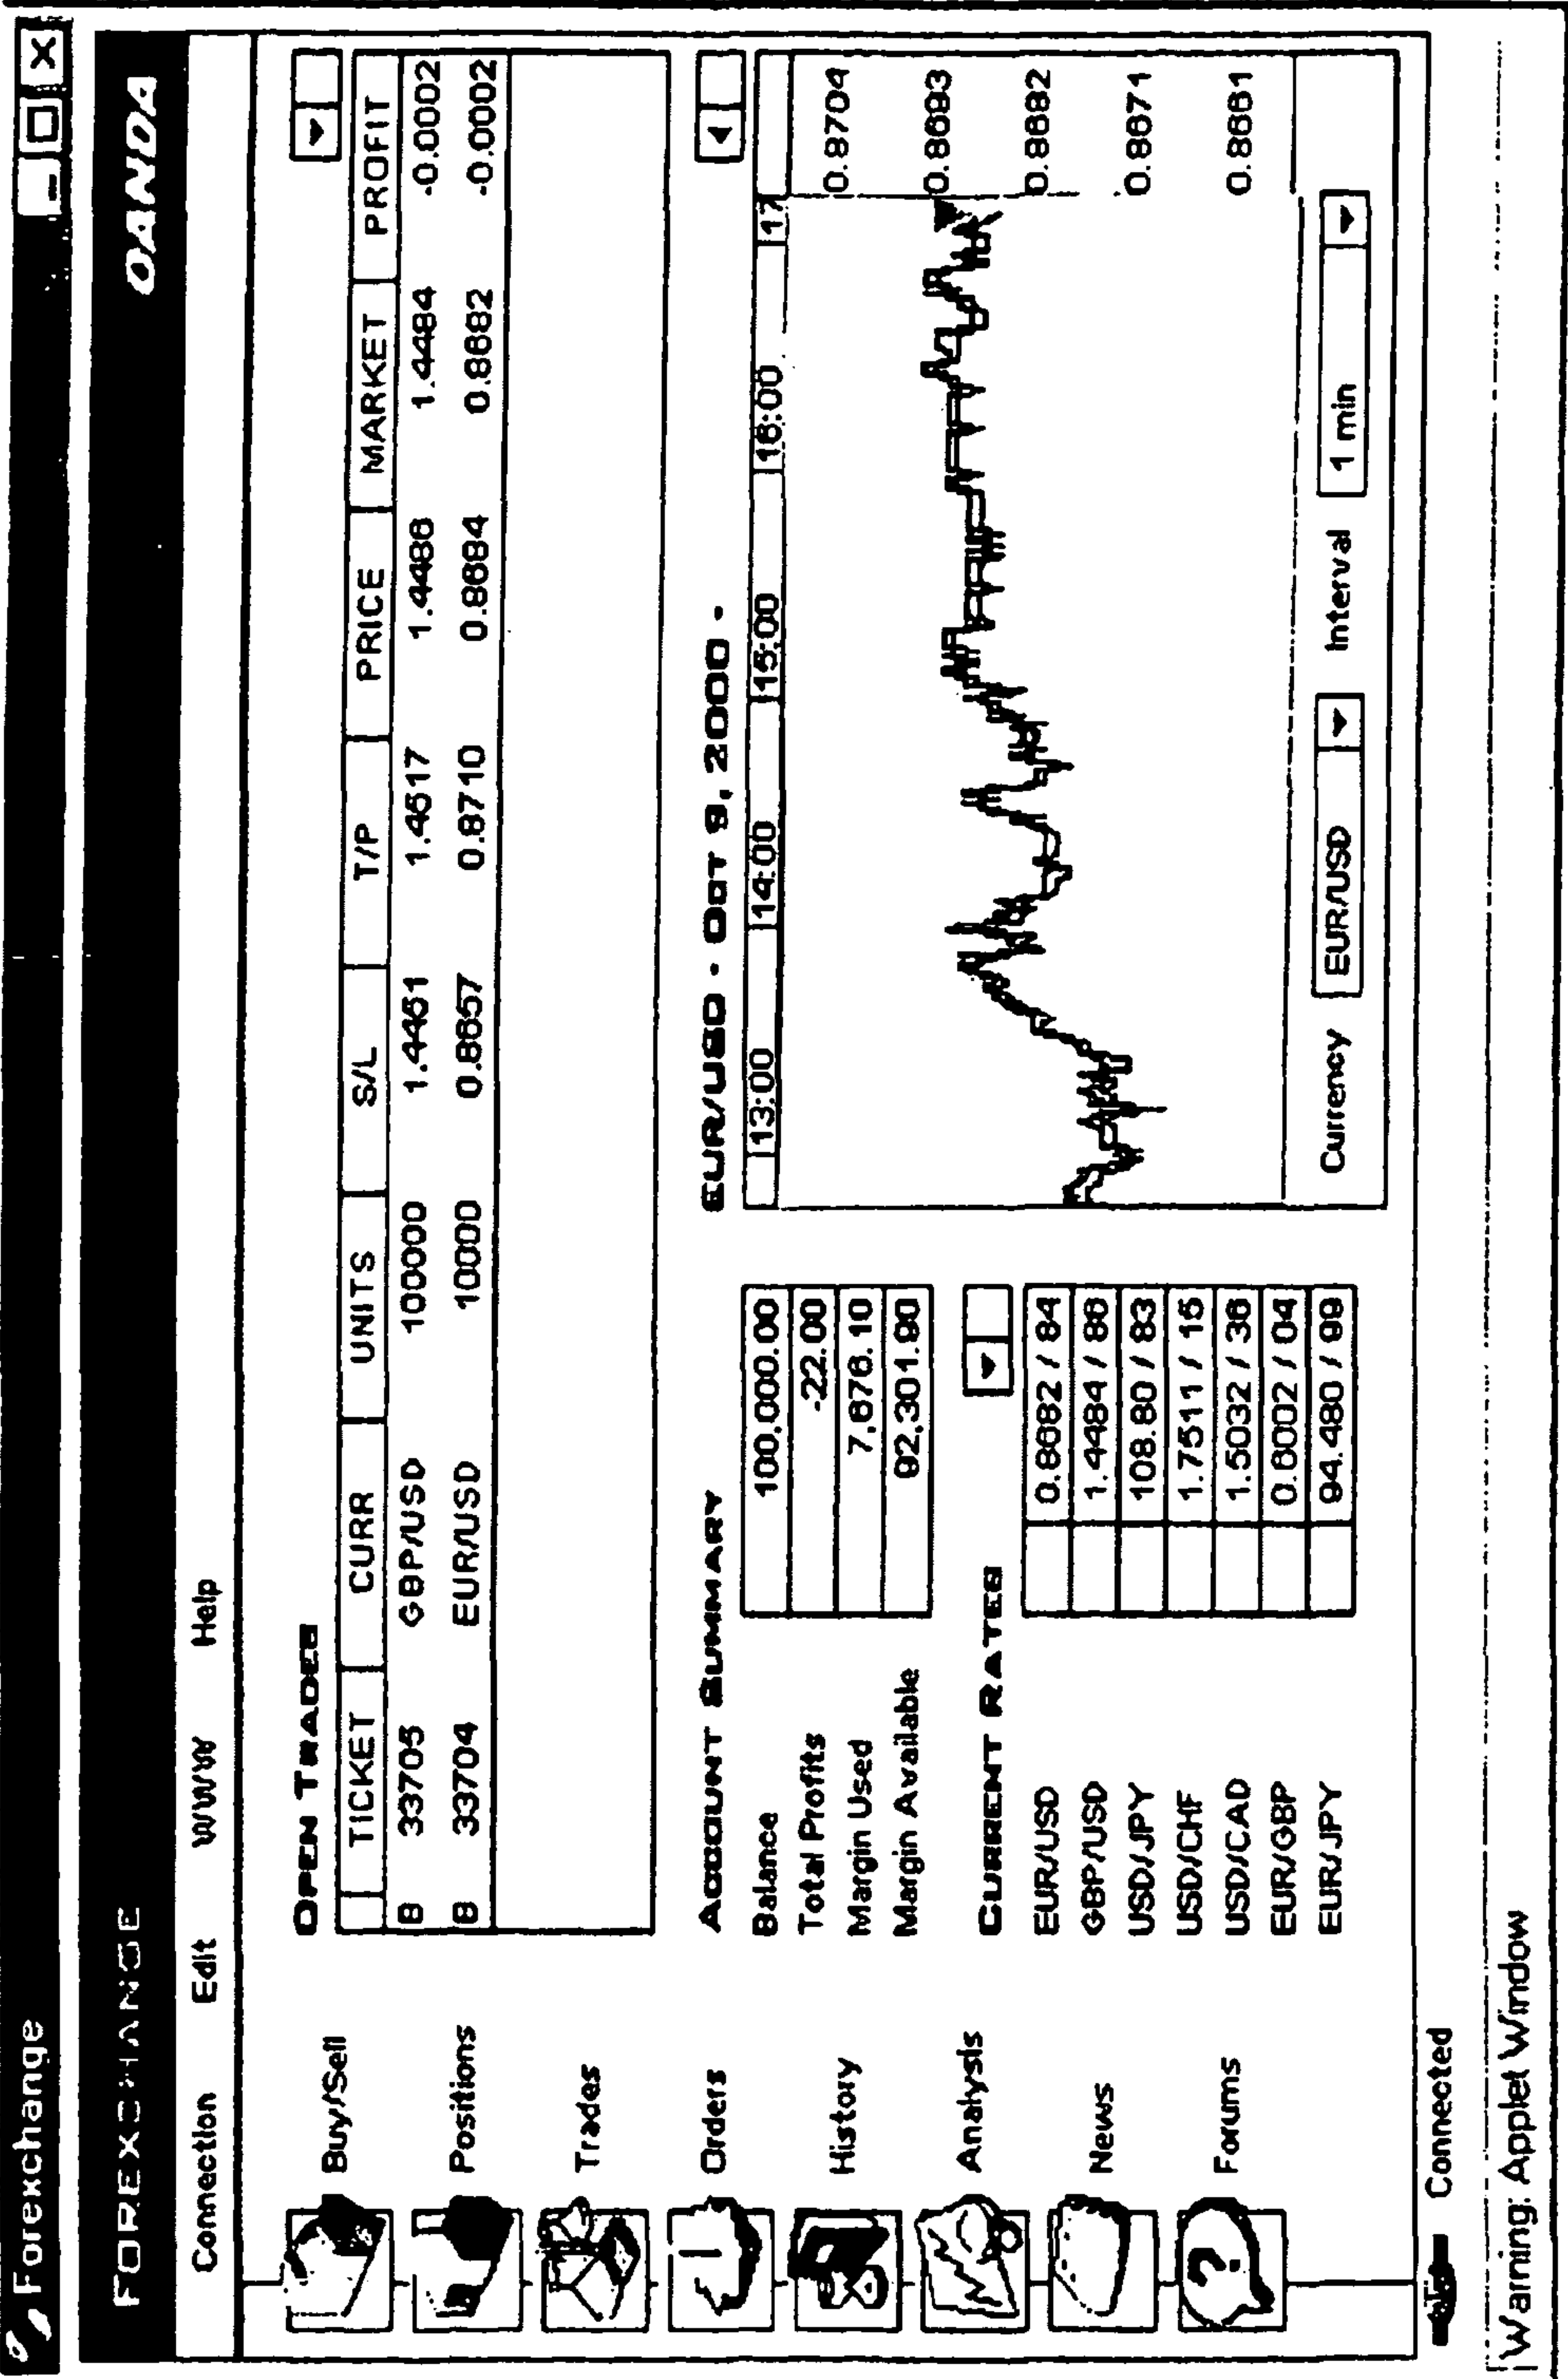 Forexchange
FOREXCHANGE OANDA
Connection Edit WWW Help
Buy/Sell
Positions
Trades
Orders
History
Analysis
News
Forums
OPEN TRADES
TICKET CURR UNITS S/L T/P PRICE MARKET PROFIT
B 33705 GBP/USD 100000 1.4451 1.4517 1.4486 1.4484 -0.0002
B 33704 EUR/USD 10000 0.8657 0.8710 0.8684 0.8682 -0.0002
ACCOUNT SUMMARY
Balance 100,000.00
Total Profits -22.00
Margin Used 7,676.10
Margin Available 92,301.90
CURRENT RATES
EUR/USD 0.8682 / 84
GBP/USD 1.4484 / 86
USD/JPY 108.80 / 83
USD/CHF 1.7511 / 15
USD/CAD 1.5032 / 36
EUR/GBP 0.6002 / 04
EUR/JPY 94.480 / 99
EUR/USD - OCT 9, 2000 -
13:00 14:00 15:00 16:00 17
0.8704
0.8693
0.8682
0.8671
0.8661
Currency EUR/USD Interval 1 min
Connected
Warning: Applet Window